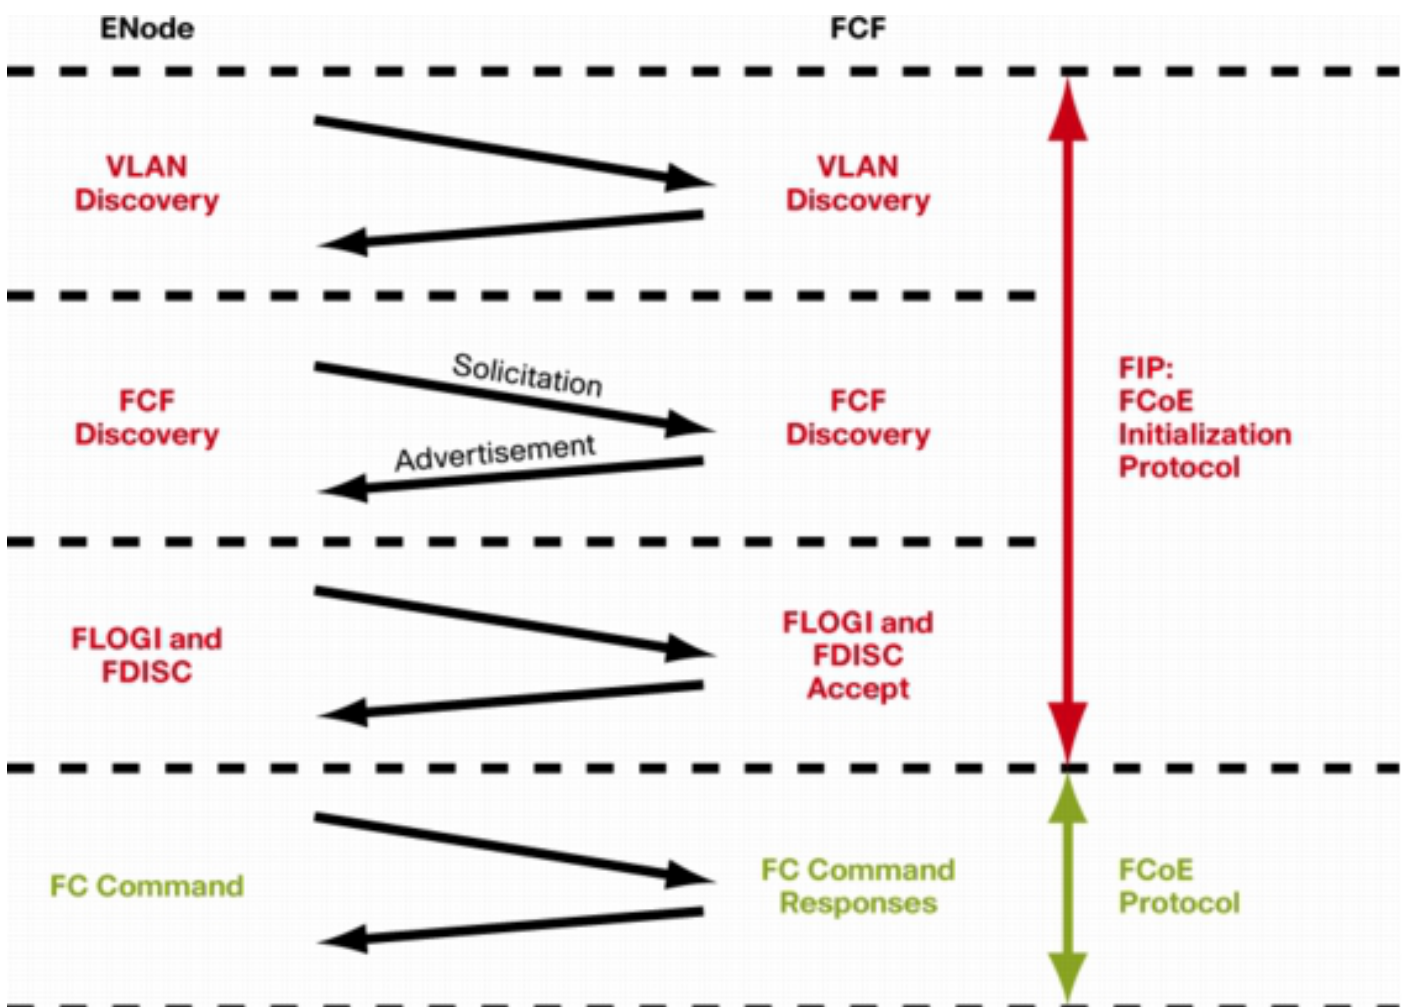 ENode
FCF
VLAN
Discovery
VLAN
Discovery
FCF
Discovery
Solicitation
Advertisement
FCF
Discovery
FIP:
FCoE
Initialization
Protocol
FLOGI and
FDISC
FLOGI and
FDISC
Accept
FC Command
FC Command
Responses
FCoE
Protocol